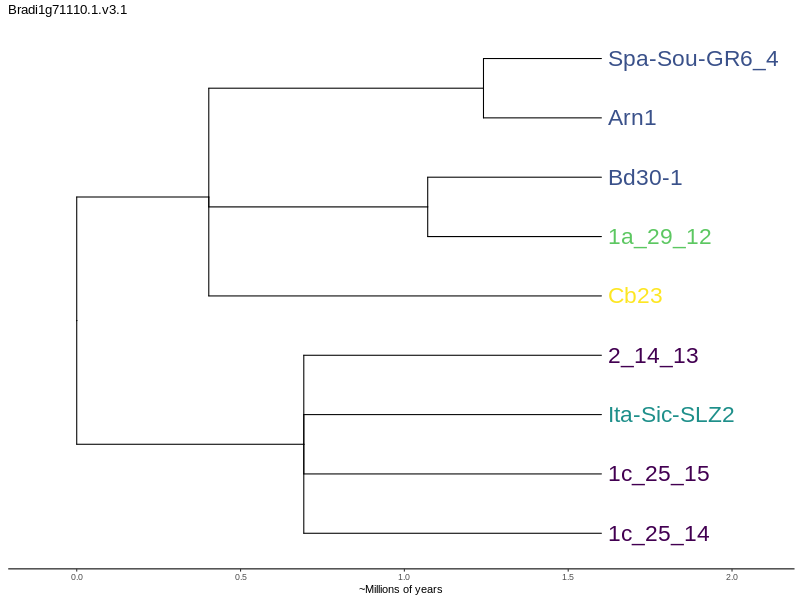 Bradi1g71110.1.v3.1
Spa-Sou-GR6_4
Arn1
Bd30-1
1a_29_12
Cb23
2_14_13
Ita-Sic-SLZ2
1c_25_15
1c_25_14
0.0 0.5 1.0 1.5 2.0
~Millions of years